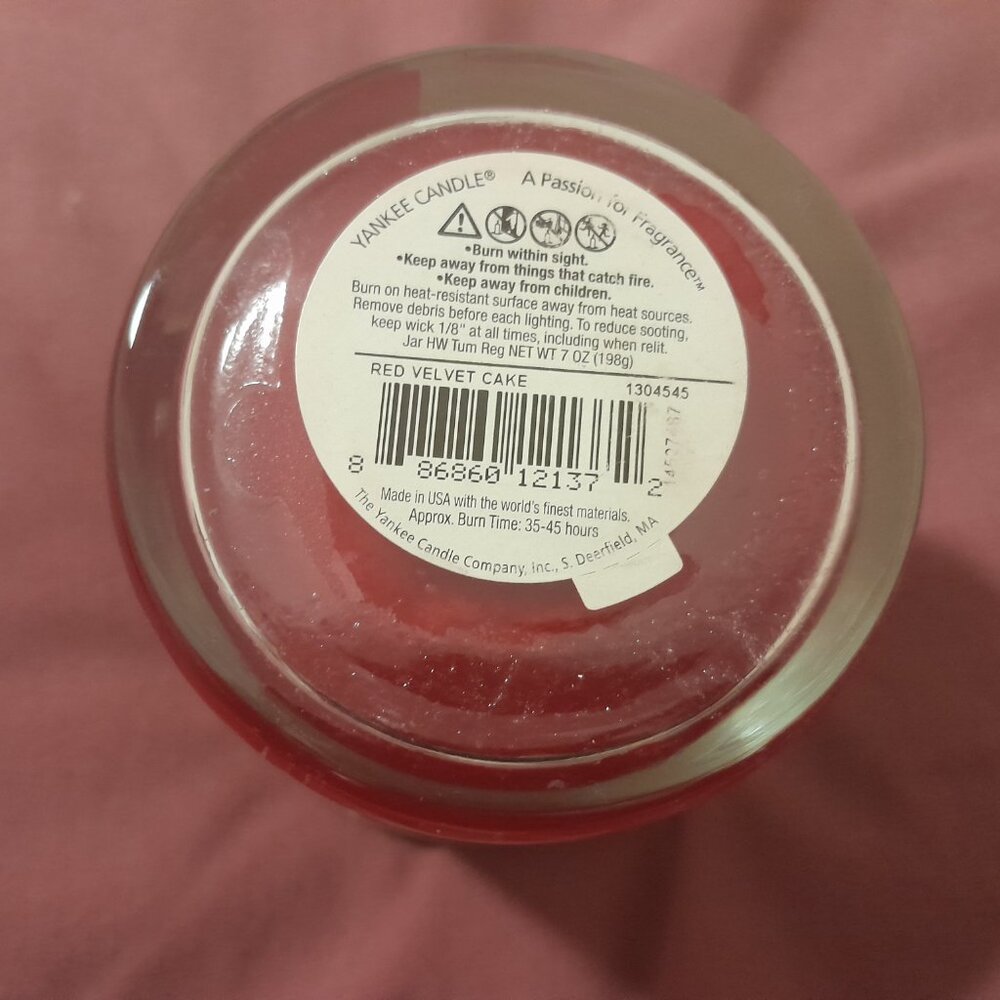 YANKEE CANDLE® A Passion for Fragrance™
•Burn within sight.
•Keep away from things that catch fire.
•Keep away from children.
Burn on heat-resistant surface away from heat sources.
Remove debris before each lighting. To reduce sooting,
keep wick 1/8" at all times, including when relit.
Jar HW Tum Reg NET WT 7 OZ (198g)
RED VELVET CAKE 1304545
8 86860 12137 2
Made in USA with the world's finest materials.
Approx. Burn Time: 35-45 hours
The Yankee Candle Company, Inc., S. Deerfield, MA